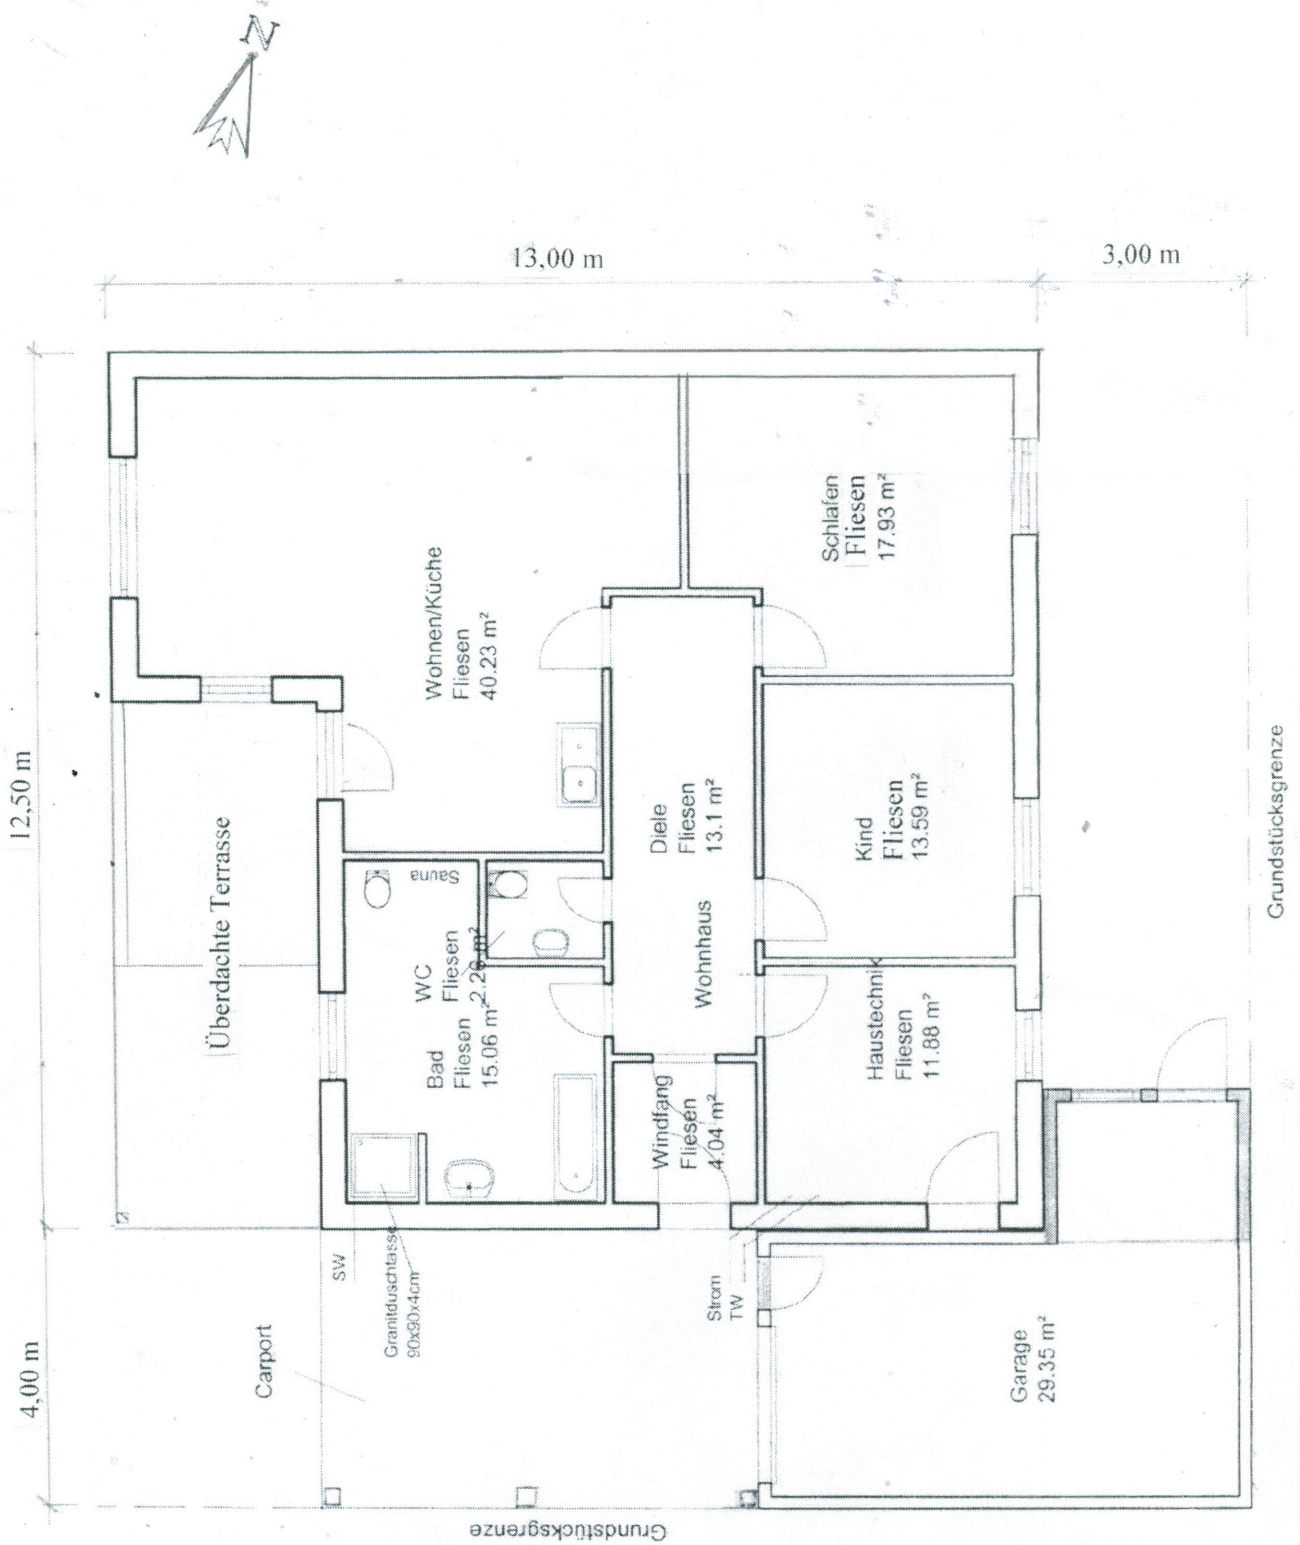 N
13,00 m
3,00 m
12,50 m
4,00 m
Wohnen/Küche
Fliesen
40.23 m²
Schlafen
Fliesen
17.93 m²
Überdachte Terrasse
Sauna
WC
Fliesen
Bad
Fliesen
15.06 m²
Diele
Fliesen
13.1 m²
Wohnhaus
Kind
Fliesen
13.59 m²
Haustechnik
Fliesen
11.88 m²
Windfang
Fliesen
4.04 m²
SW
Granitduschtasse
90x90x4cm
Strom
TW
Carport
Garage
29.35 m²
Grundstücksgrenze
Grundstücksgrenze